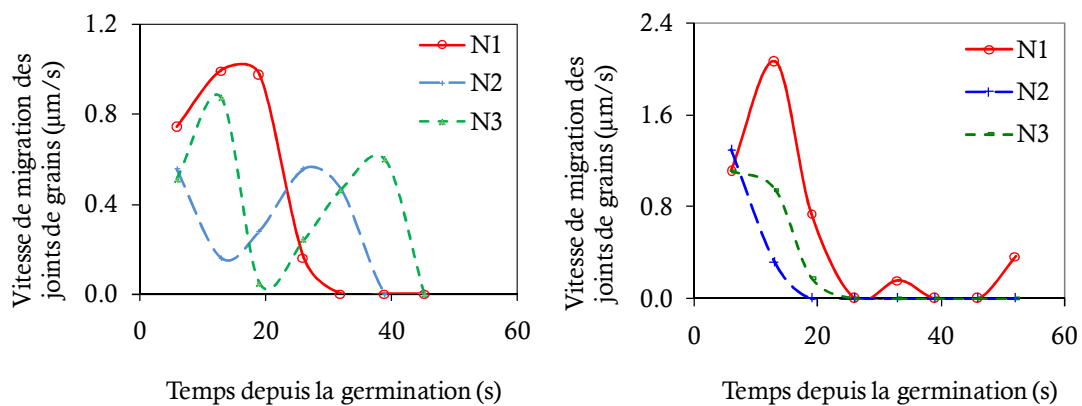 Vitesse de migration des
joints de grains (µm/s)
1.2
0.8
0.4
0.0
0
20
40
60
N1
N2
N3
Temps depuis la germination (s)
Vitesse de migration des
joints de grains (µm/s)
2.4
1.6
0.8
0.0
0
20
40
60
N1
N2
N3
Temps depuis la germination (s)